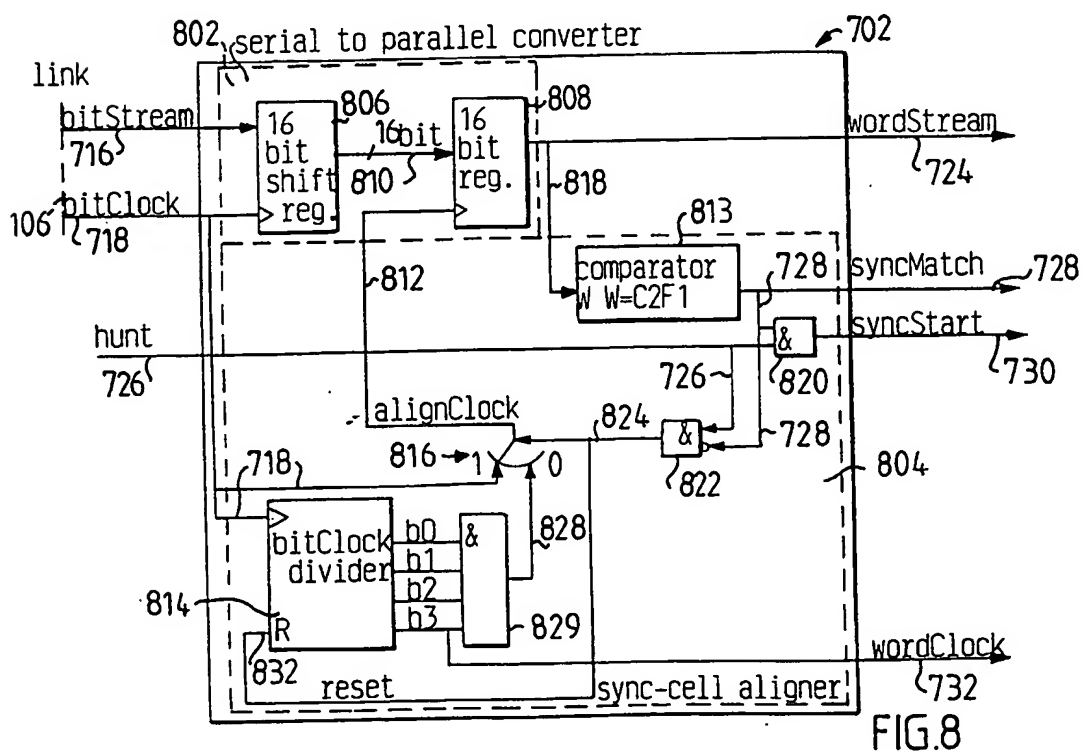 802 serial to parallel converter 702
link
bitStream 716
16 bit shift reg. 806
16 bit 810
16 bit reg. 808
wordStream 724
106 bitClock 718
812
818
813
comparator
W W=C2F1
728
syncMatch 728
hunt 726
& 820
syncStart 730
726
728
alignClock
824
& 822
816 1 0
804
718
bitClock divider
814
R
832
b0
b1
b2
b3
&
828
829
wordClock 732
reset
sync-cell aligner
FIG.8